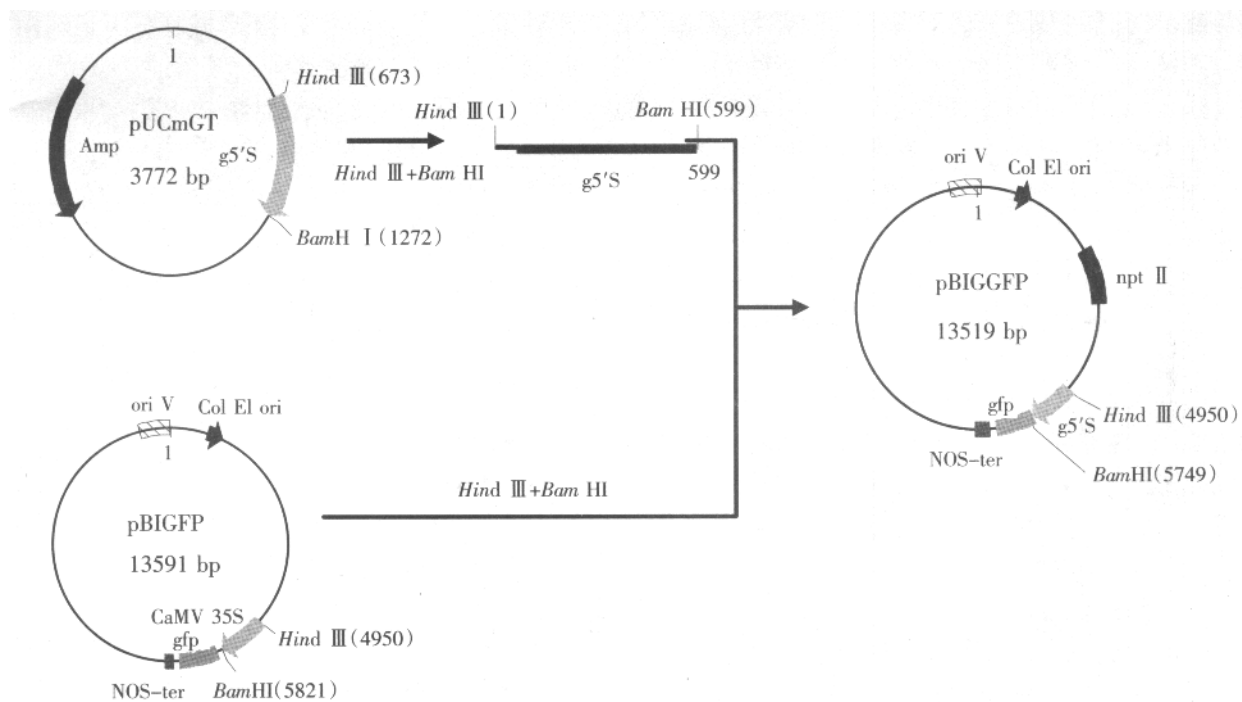 1
Hind Ⅲ(673)
pUCmGT
Amp
g5′S
3772 bp
BamH Ⅰ(1272)
Hind Ⅲ+Bam HI
Hind Ⅲ(1)
Bam HI(599)
g5′S
599
ori V
Col El ori
1
pBIGFP
13591 bp
CaMV 35S
gfp
Hind Ⅲ(4950)
NOS-ter
BamHI(5821)
Hind Ⅲ+Bam HI
ori V
Col El ori
1
npt Ⅱ
pBIGGFP
13519 bp
gfp
g5′S
Hind Ⅲ(4950)
NOS-ter
BamHI(5749)